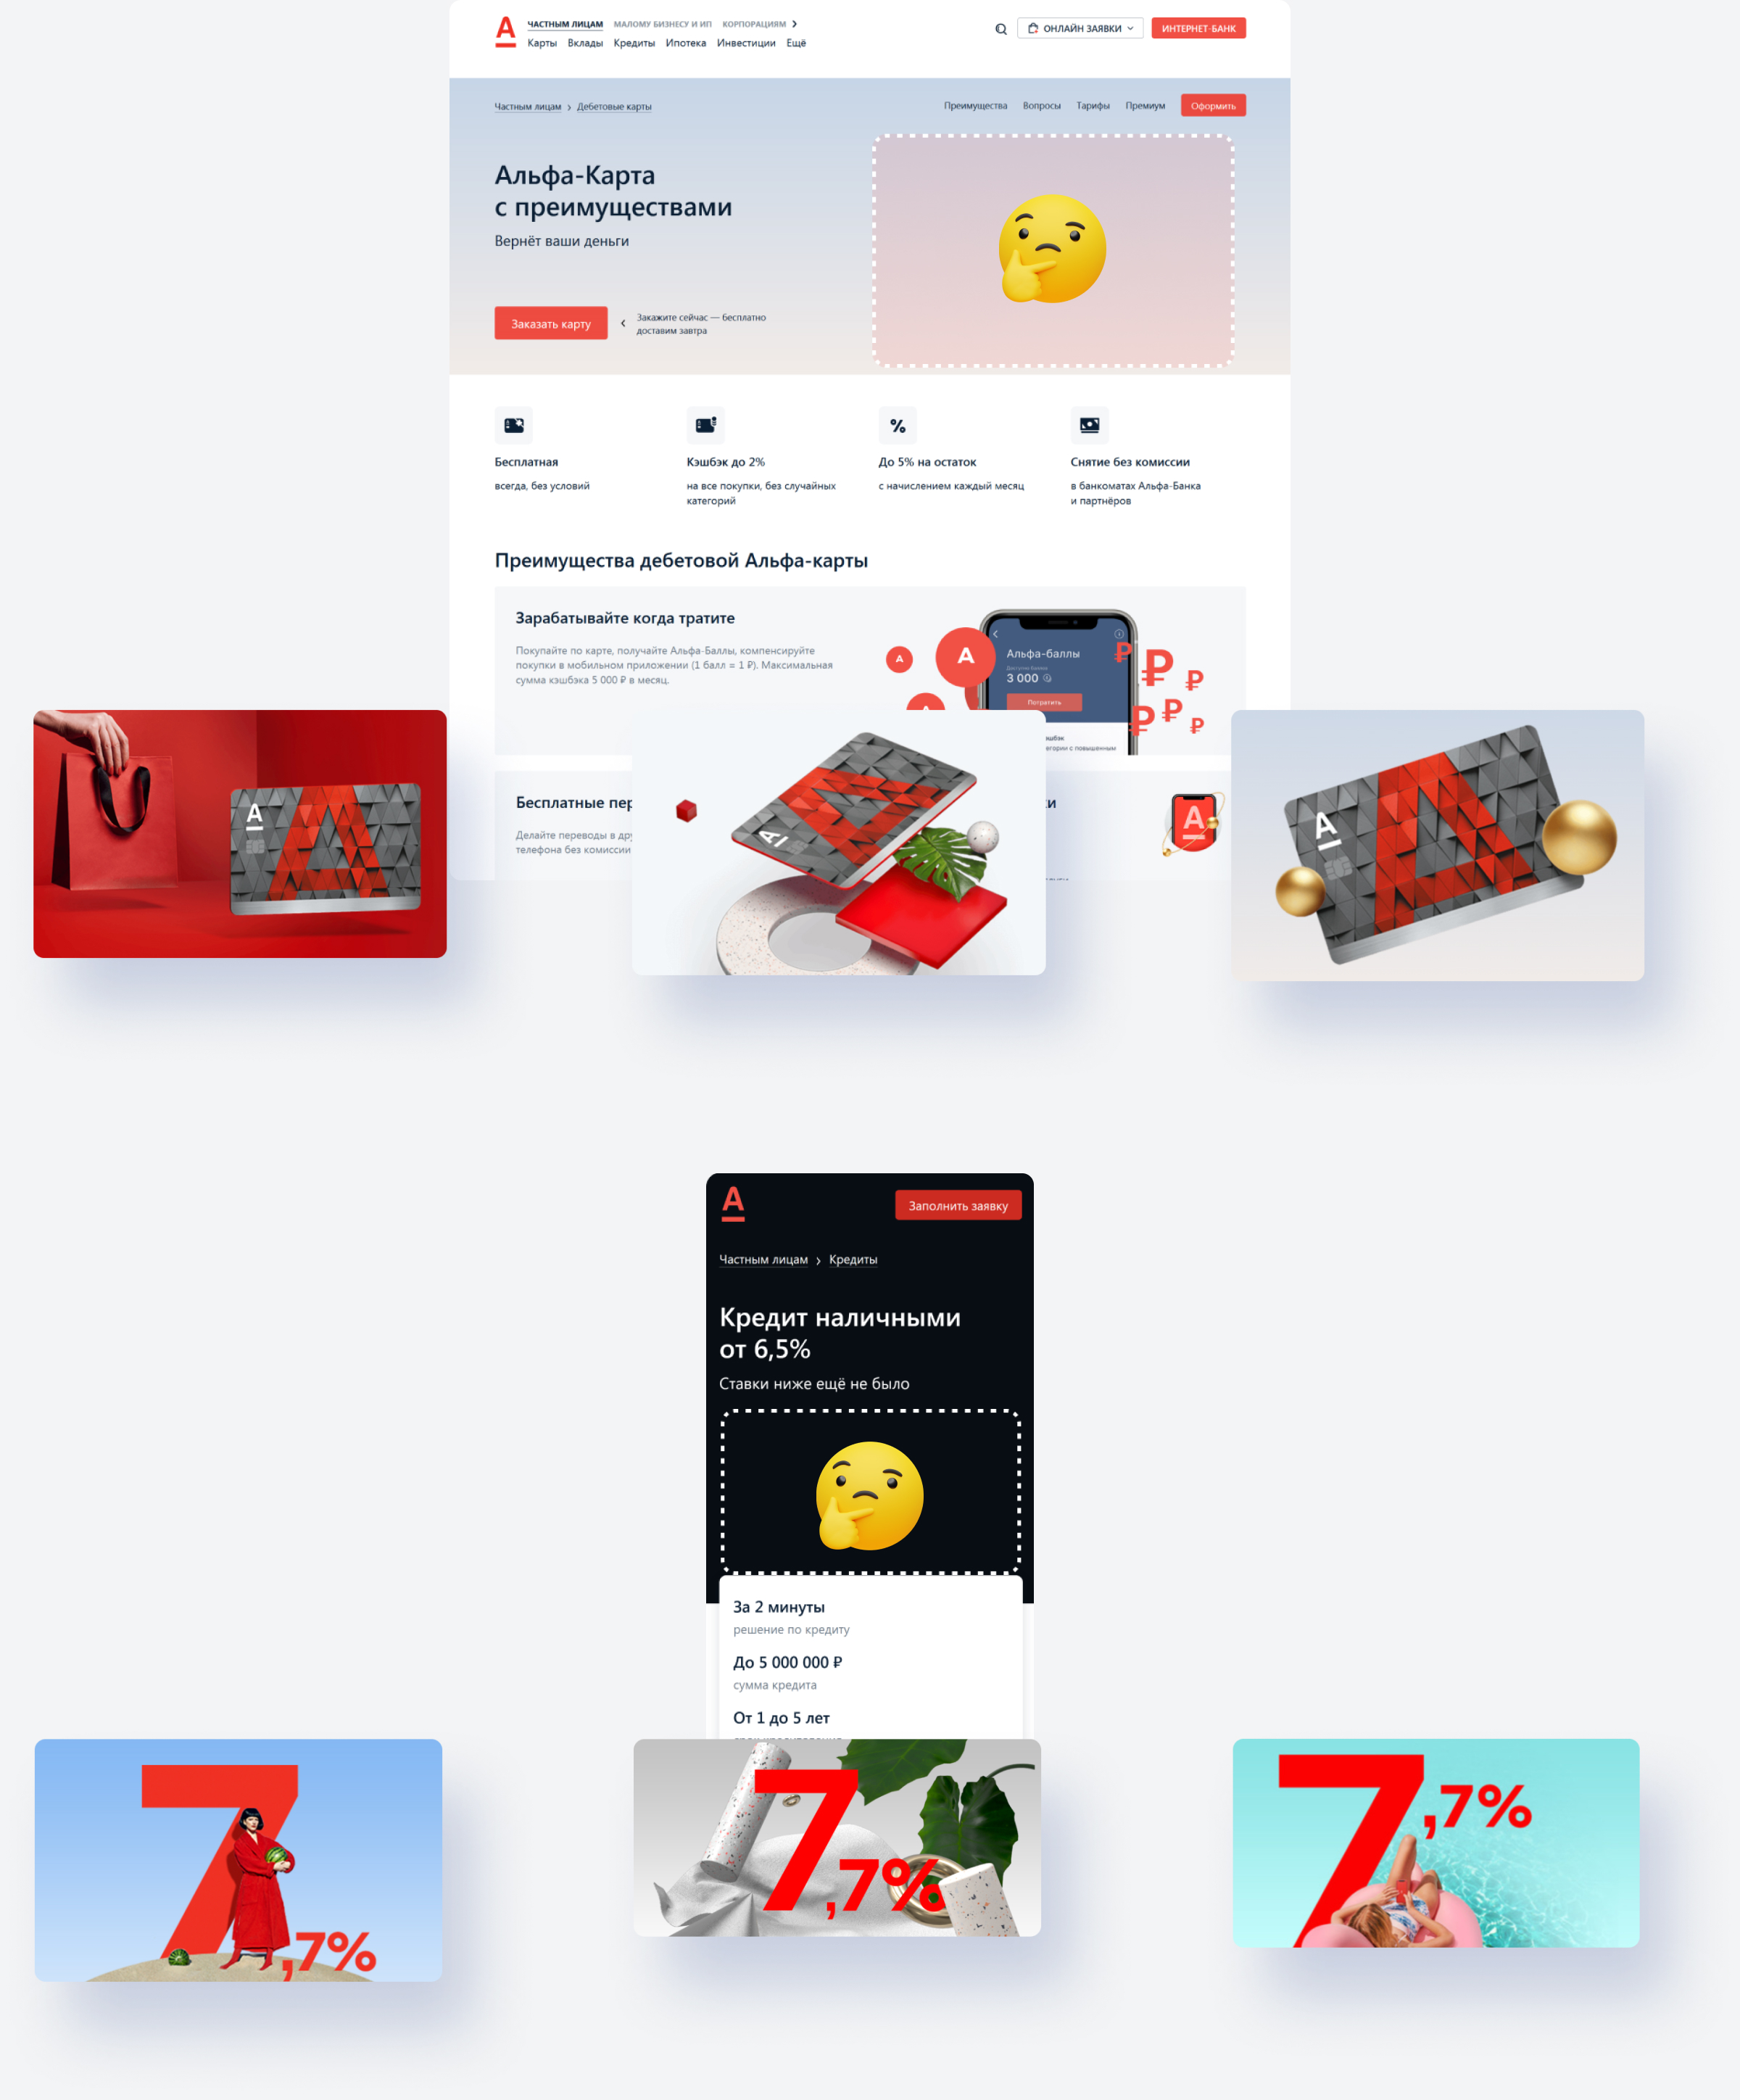 ЧАСТНЫМ ЛИЦАМ МАЛОМУ БИЗНЕСУ И ИП КОРПОРАЦИЯМ
ОНЛАЙН ЗАЯВКИ
ИНТЕРНЕТ-БАНК
Карты Вклады Кредиты Ипотека Инвестиции Ещё
Частным лицам Дебетовые карты
Преимущества Вопросы Тарифы Премиум Оформить
Альфа-Карта
с преимуществами
Вернёт ваши деньги
Заказать карту
Закажите сейчас — бесплатно
доставим завтра
Бесплатная
всегда, без условий
Кэшбэк до 2%
на все покупки, без случайных
категорий
До 5% на остаток
с начислением каждый месяц
Снятие без комиссии
в банкоматах Альфа-Банка
и партнёров
Преимущества дебетовой Альфа-карты
Зарабатывайте когда тратите
Покупайте по карте, получайте Альфа-Баллы, компенсируйте
покупки в мобильном приложении (1 балл = 1 ₽). Максимальная
сумма кэшбэка 5 000 ₽ в месяц.
А
А
Альфа-баллы
3 000
Потратить
₽ ₽ ₽
₽ ₽ ₽
егории с повышенным
Бесплатные пер
Делайте переводы в дру
телефона без комиссии
А
А
А
А
А
Заполнить заявку
Частным лицам Кредиты
Кредит наличными
от 6,5%
Ставки ниже ещё не было
За 2 минуты
решение по кредиту
До 5 000 000 ₽
сумма кредита
От 1 до 5 лет
7,7%
7,7%
7,7%